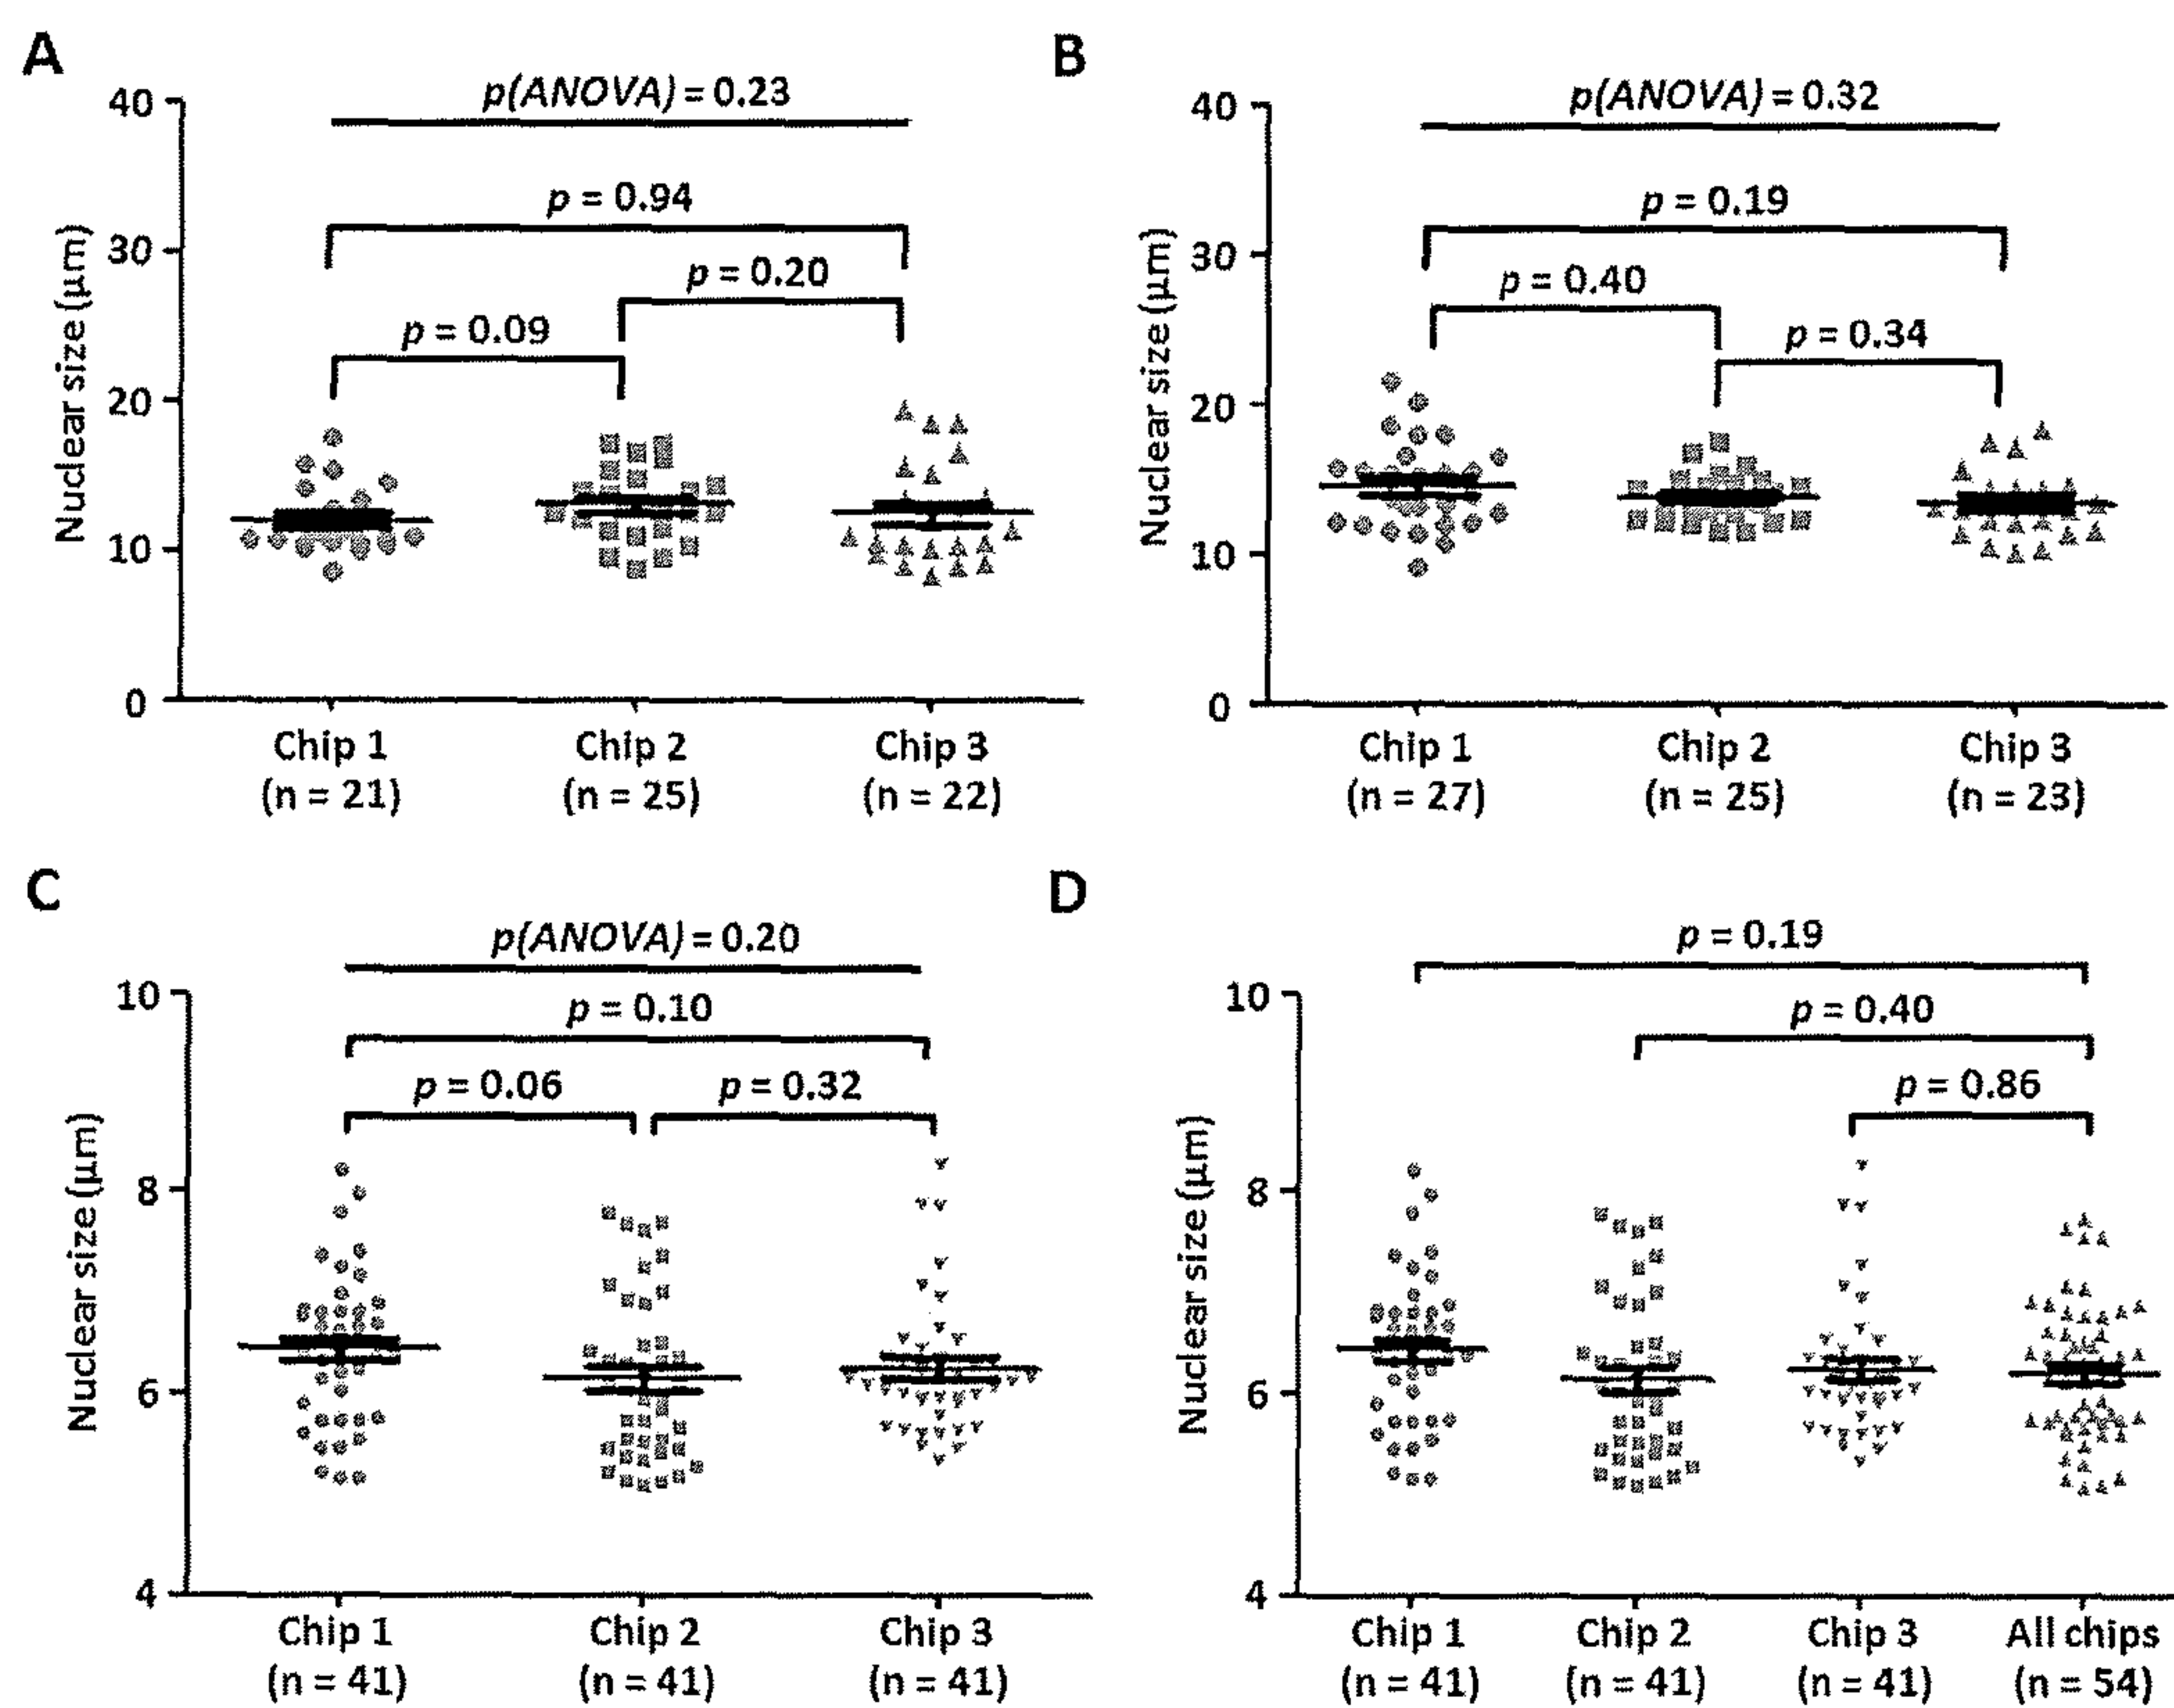 A
p(ANOVA) = 0.23
p = 0.94
p = 0.20
p = 0.09
Nuclear size (µm)
40
30
20
10
0
Chip 1
(n = 21)
Chip 2
(n = 25)
Chip 3
(n = 22)
B
p(ANOVA) = 0.32
p = 0.19
p = 0.40
p = 0.34
Nuclear size (µm)
40
30
20
10
0
Chip 1
(n = 27)
Chip 2
(n = 25)
Chip 3
(n = 23)
C
p(ANOVA) = 0.20
p = 0.10
p = 0.06
p = 0.32
Nuclear size (µm)
10
8
6
4
Chip 1
(n = 41)
Chip 2
(n = 41)
Chip 3
(n = 41)
D
p = 0.19
p = 0.40
p = 0.86
Nuclear size (µm)
10
8
6
4
Chip 1
(n = 41)
Chip 2
(n = 41)
Chip 3
(n = 41)
All chips
(n = 54)